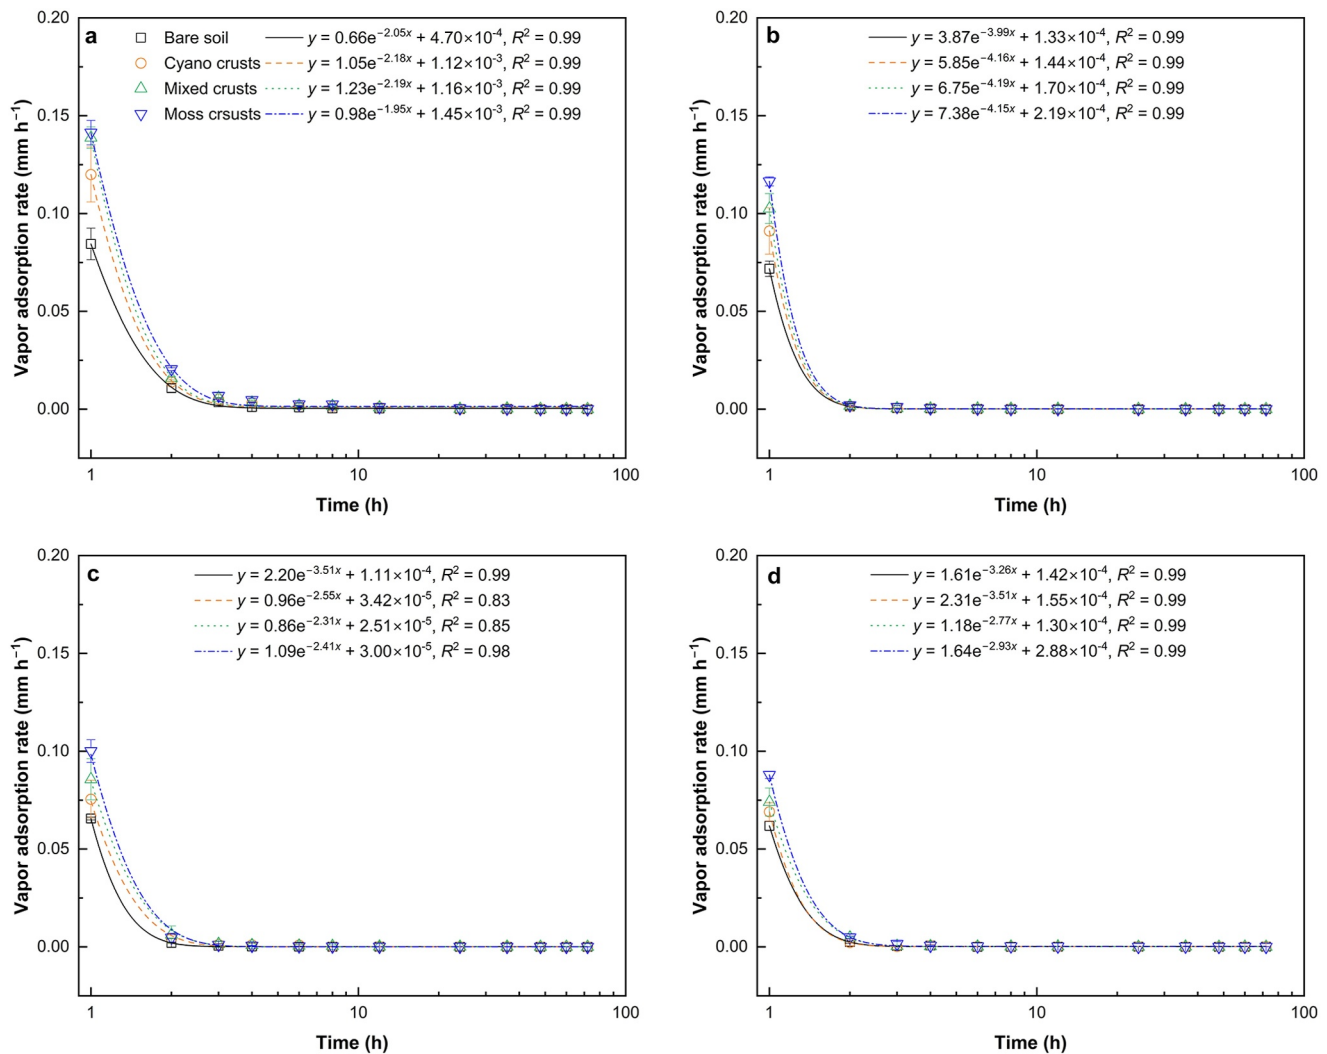 a
Bare soil y = 0.66e−2.05x + 4.70×10-4, R2 = 0.99
Cyano crusts y = 1.05e−2.18x + 1.12×10-3, R2 = 0.99
Mixed crusts y = 1.23e−2.19x + 1.16×10-3, R2 = 0.99
Moss crsusts y = 0.98e−1.95x + 1.45×10-3, R2 = 0.99
Vapor adsorption rate (mm h−1)
0.20
0.15
0.10
0.05
0.00
1 10 100
Time (h)
b
y = 3.87e−3.99x + 1.33×10-4, R2 = 0.99
y = 5.85e−4.16x + 1.44×10-4, R2 = 0.99
y = 6.75e−4.19x + 1.70×10-4, R2 = 0.99
y = 7.38e−4.15x + 2.19×10-4, R2 = 0.99
Vapor adsorption rate (mm h−1)
0.20
0.15
0.10
0.05
0.00
1 10 100
Time (h)
c
y = 2.20e−3.51x + 1.11×10-4, R2 = 0.99
y = 0.96e−2.55x + 3.42×10-5, R2 = 0.83
y = 0.86e−2.31x + 2.51×10-5, R2 = 0.85
y = 1.09e−2.41x + 3.00×10-5, R2 = 0.98
Vapor adsorption rate (mm h−1)
0.20
0.15
0.10
0.05
0.00
1 10 100
Time (h)
d
y = 1.61e−3.26x + 1.42×10-4, R2 = 0.99
y = 2.31e−3.51x + 1.55×10-4, R2 = 0.99
y = 1.18e−2.77x + 1.30×10-4, R2 = 0.99
y = 1.64e−2.93x + 2.88×10-4, R2 = 0.99
Vapor adsorption rate (mm h−1)
0.20
0.15
0.10
0.05
0.00
1 10 100
Time (h)